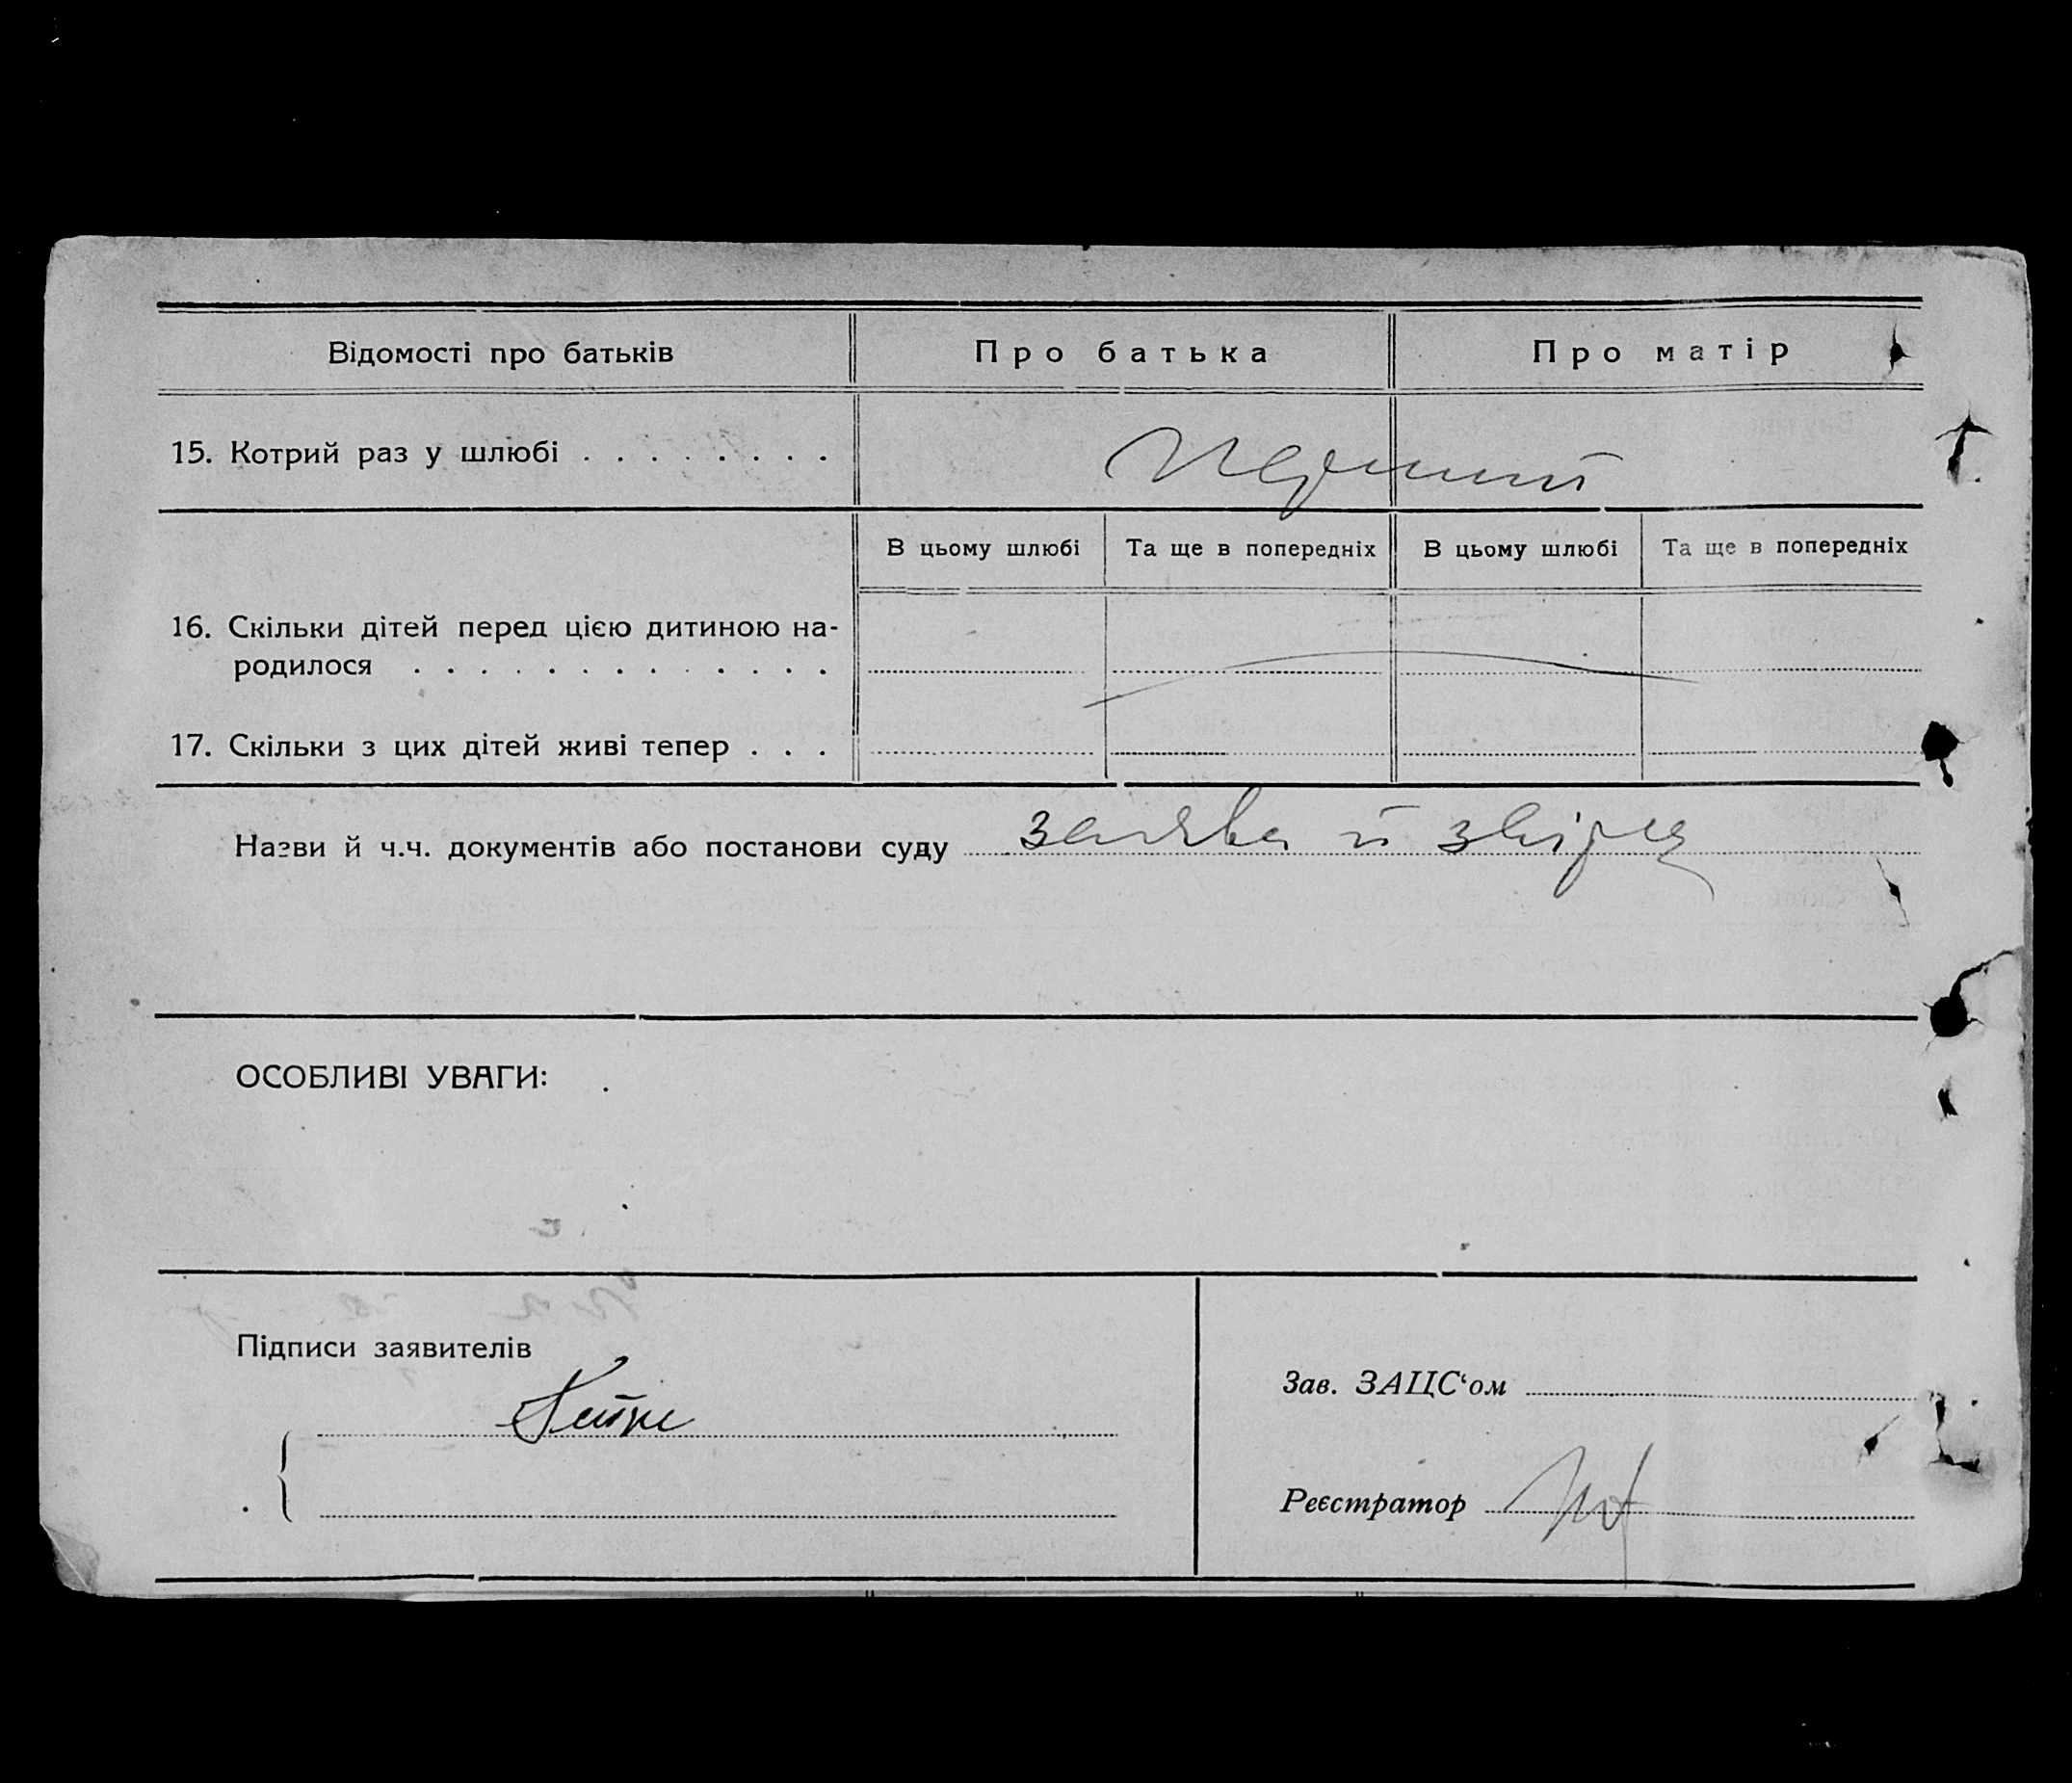 Відомості про батьків
Про батька
Про матір
15. Котрий раз у шлюбі . . . . . . . .
перший
В цьому шлюбі
Та ще в попередніх
В цьому шлюбі
Та ще в попередніх
16. Скільки дітей перед цією дитиною на-
родилося . . . . . . . . . . . . .
17. Скільки з цих дітей живі тепер . . .
Назви й ч.ч. документів або постанови суду заява й
ОСОБЛИВІ УВАГИ:
Підписи заявителів
Зав. ЗАЦС‘ом
Реєстратор